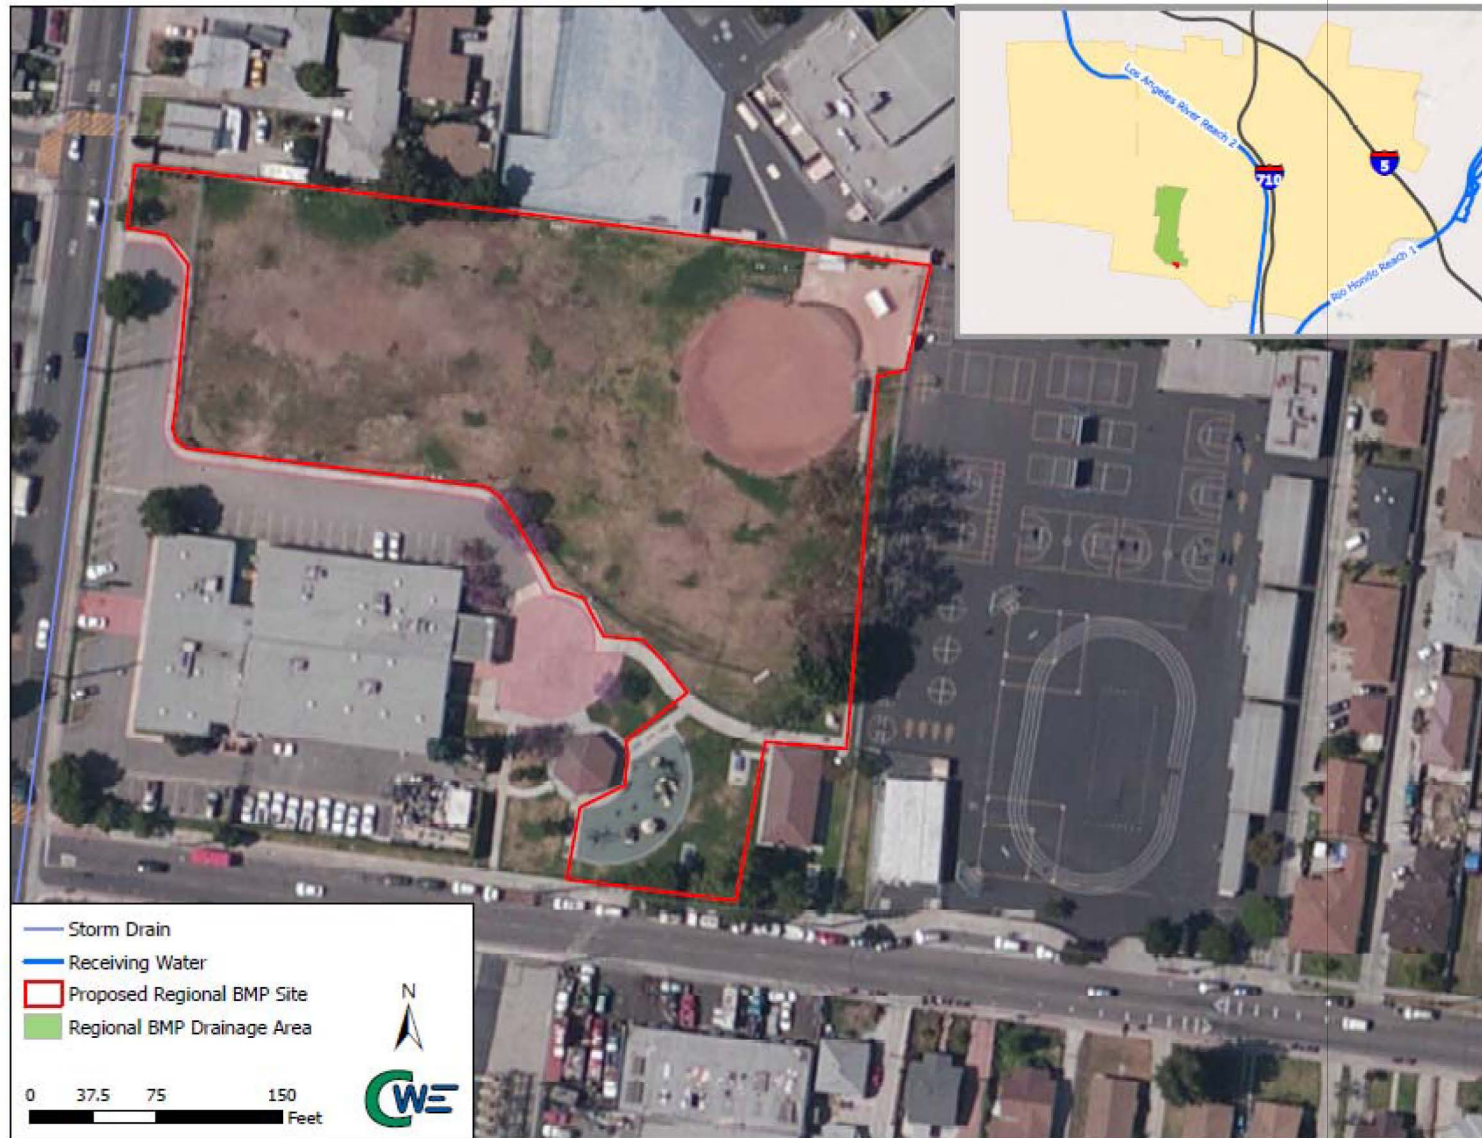 Los Angeles River Reach 2
710
5
Rio Hondo Reach 1
Storm Drain
Receiving Water
Proposed Regional BMP Site
Regional BMP Drainage Area
N
0 37.5 75 150
Feet
CWE